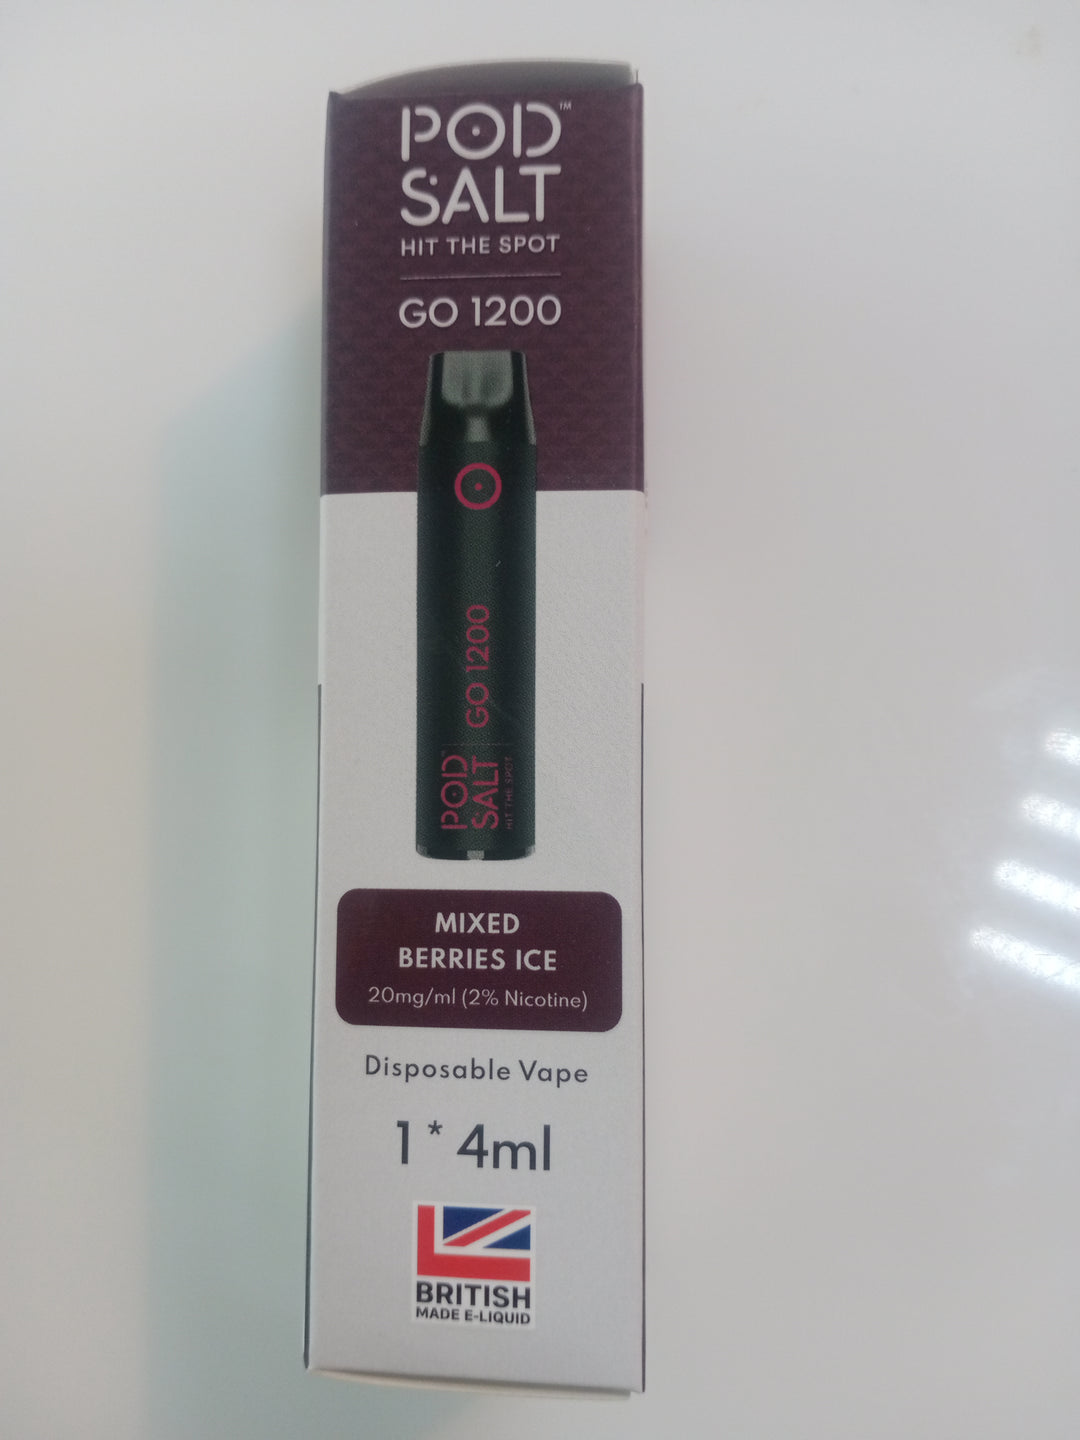 POD™
SALT
HIT THE SPOT
GO 1200
GO 1200
POD™
SALT
HIT THE SPOT
MIXED
BERRIES ICE
20mg/ml (2% Nicotine)
Disposable Vape
1 * 4ml
BRITISH
MADE E-LIQUID